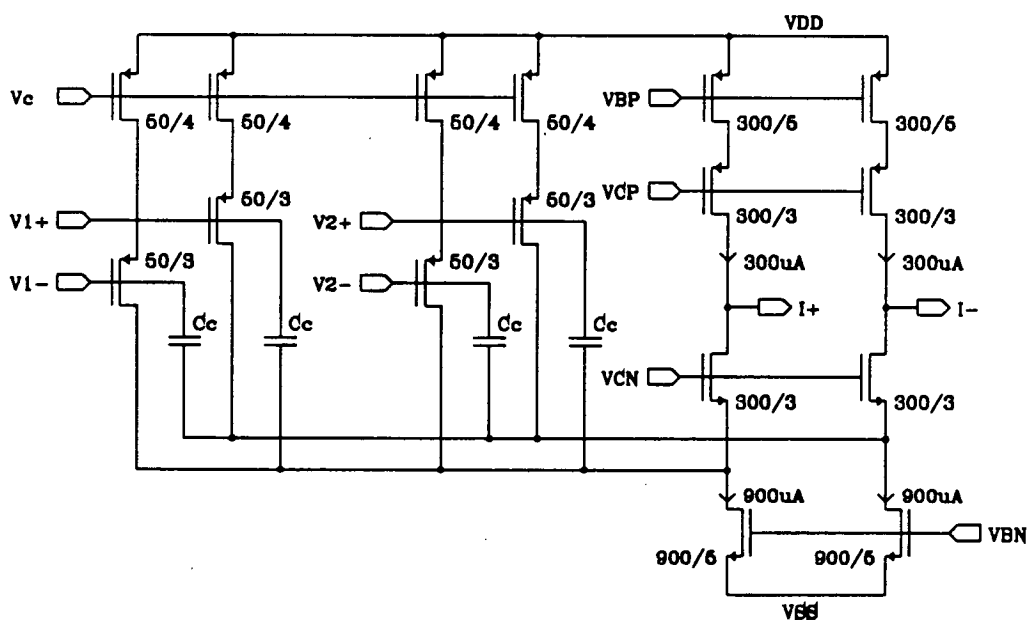 VDD
Vc
50/4
50/4
50/4
50/4
VBP
300/5
300/5
V1+
50/3
V2+
50/3
VCP
300/3
300/3
V1-
50/3
V2-
50/3
300uA
300uA
Cc
Cc
Cc
Cc
I+
I-
VCN
300/3
300/3
900uA
900uA
VBN
900/5
900/5
VSS